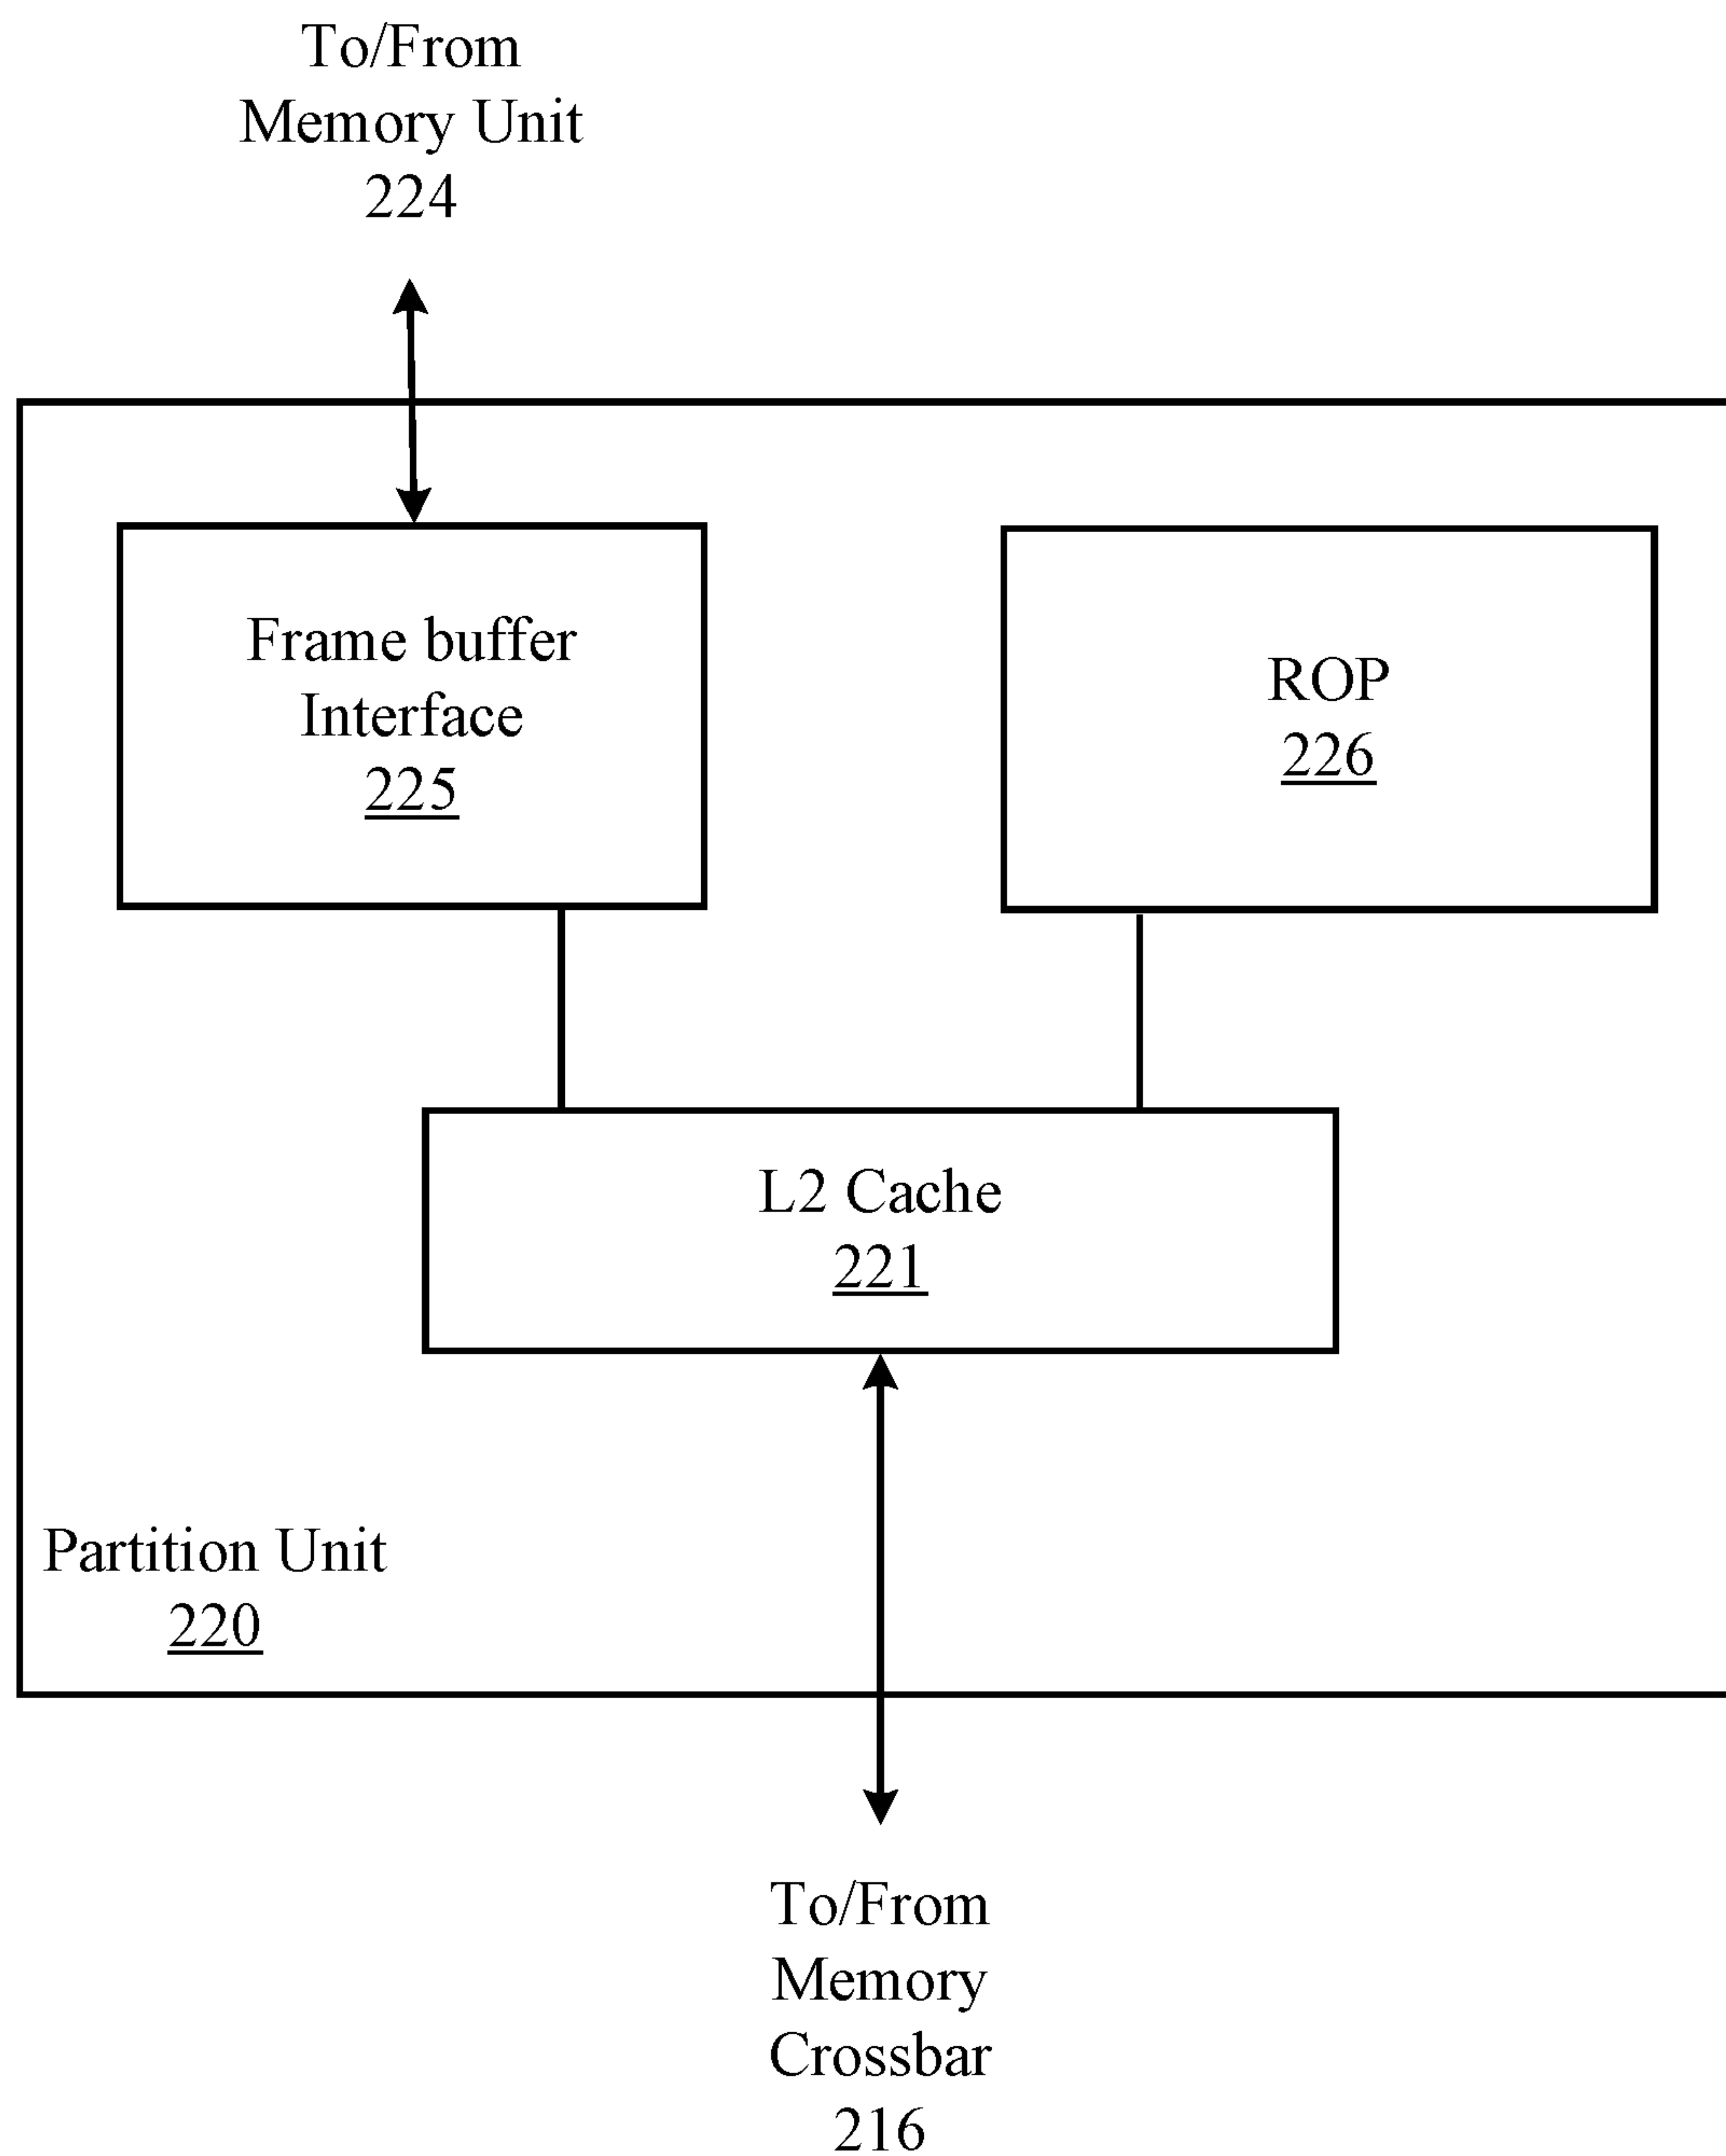 To/From
Memory Unit
224
Frame buffer
Interface
225
ROP
226
L2 Cache
221
Partition Unit
220
To/From
Memory
Crossbar
216